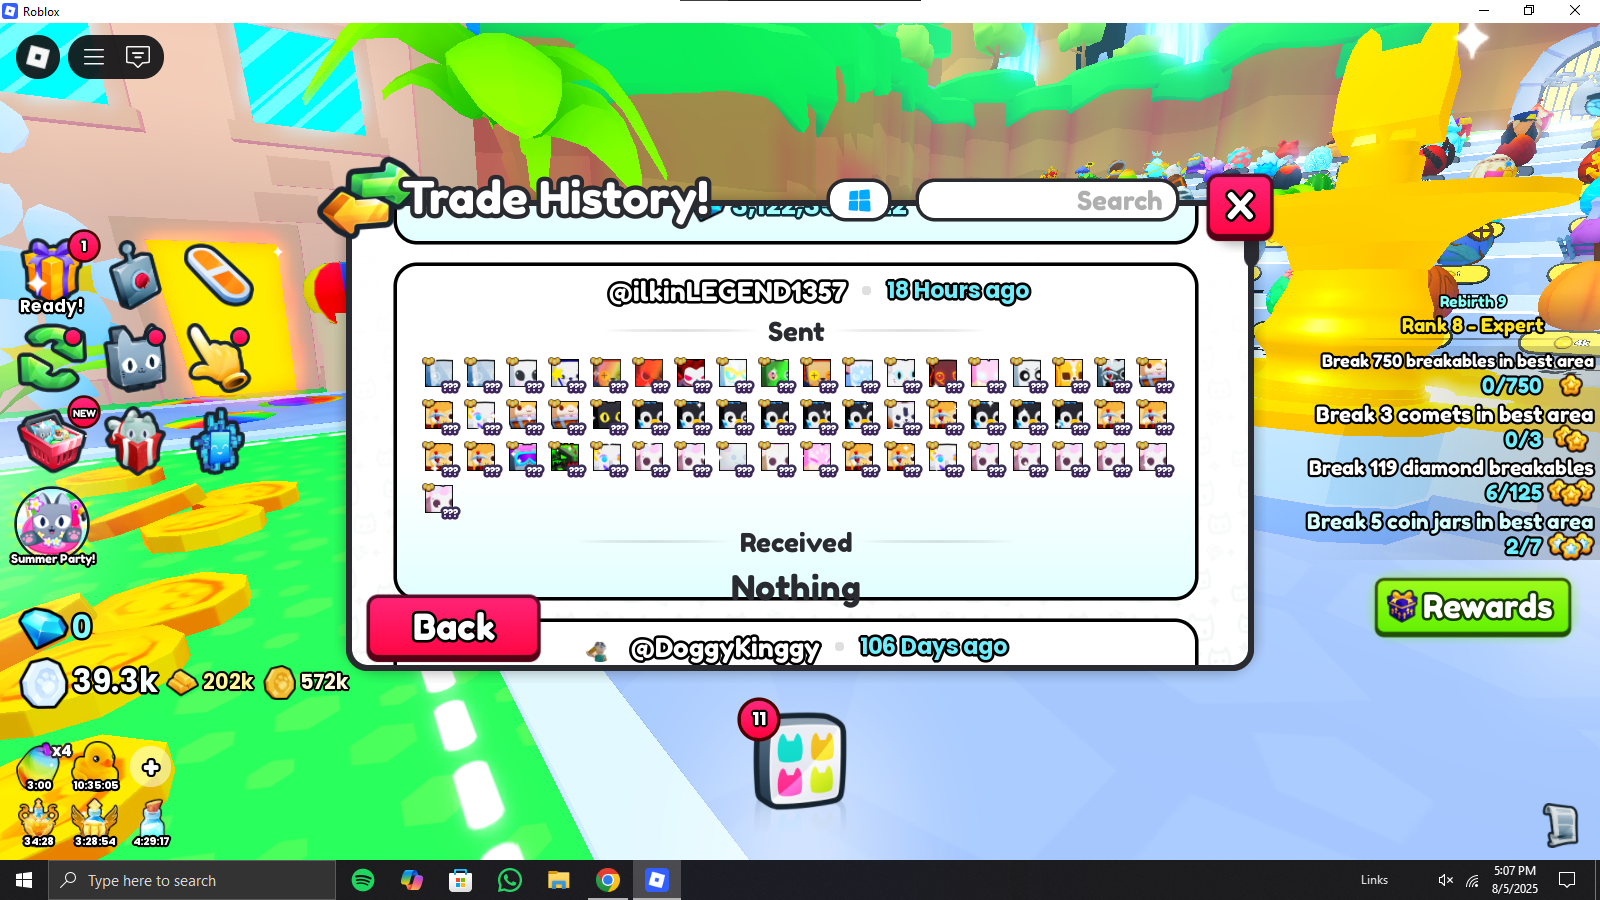 Roblox
Trade History!
Search
X
@ilkinLEGEND1357
18 Hours ago
Sent
???
Received
Nothing
Back
@DoggyKinggy
106 Days ago
1
Ready!
NEW
Summer Party!
0
39.3k
202k
572k
x4
3:00
10:35:05
34:28
3:28:54
4:29:17
11
Rebirth 9
Rank 8 - Expert
Break 750 breakables in best area
0/750
Break 3 comets in best area
0/3
Break 119 diamond breakables
6/125
Break 5 coin jars in best area
2/7
Rewards
Type here to search
Links
5:07 PM
8/5/2025